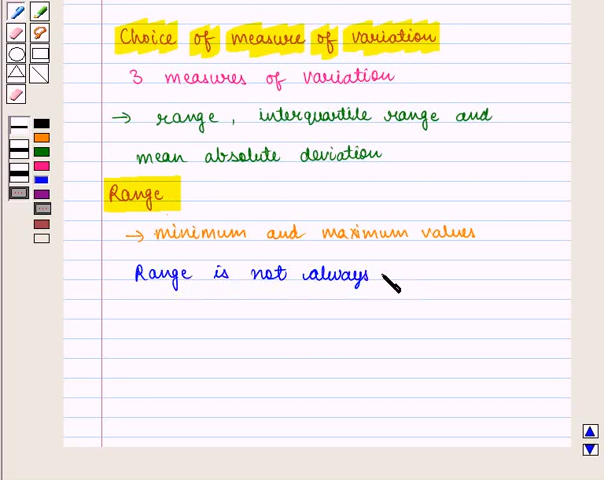 Choice of measure of variation
3 measures of variation
→ range, interquartile range and
mean absolute deviation
Range
→ minimum and maximum values
Range is not always